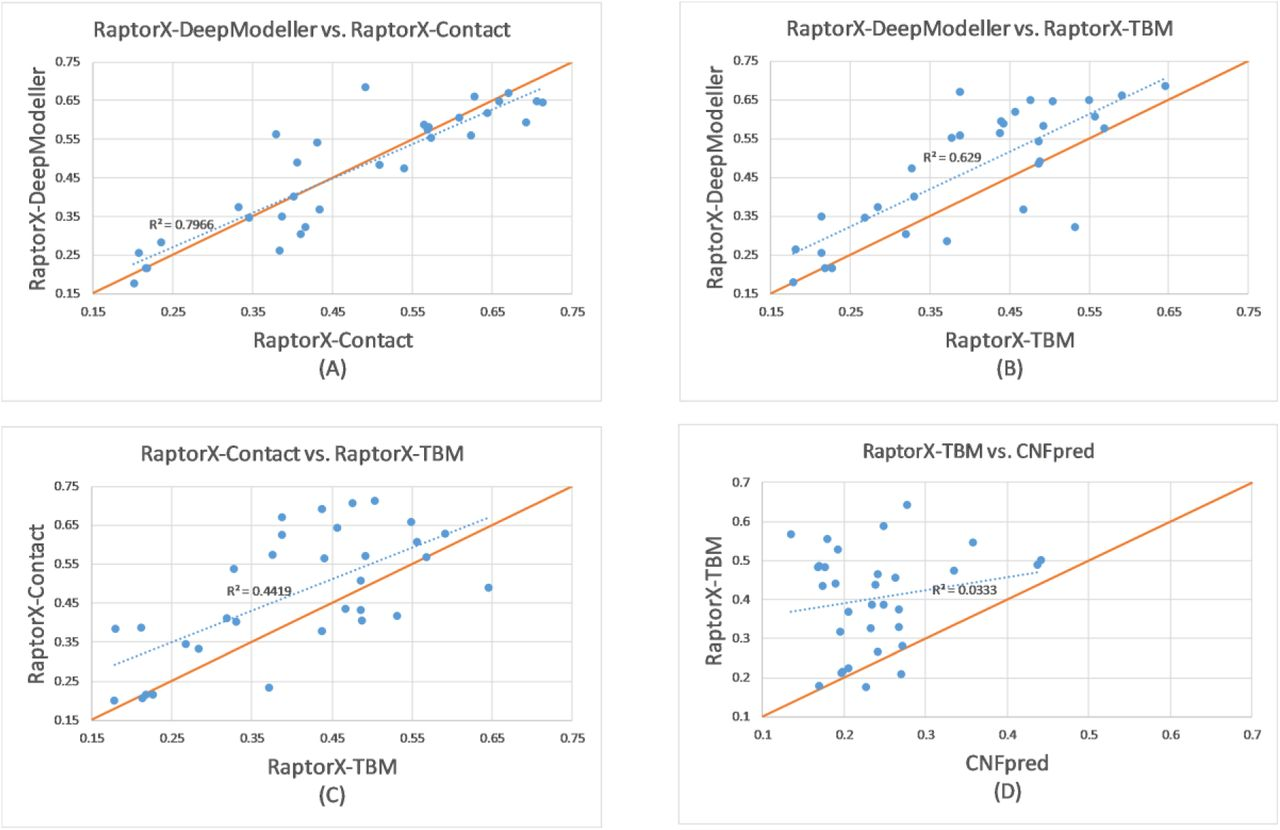 RaptorX-DeepModeller vs. RaptorX-Contact
RaptorX-DeepModeller
0.75
0.65
0.55
0.45
0.35
0.25
0.15
R² = 0.7966
0.15 0.25 0.35 0.45 0.55 0.65 0.75
RaptorX-Contact
(A)
RaptorX-DeepModeller vs. RaptorX-TBM
RaptorX-DeepModeller
0.75
0.65
0.55
0.45
0.35
0.25
0.15
R² = 0.629
0.15 0.25 0.35 0.45 0.55 0.65 0.75
RaptorX-TBM
(B)
RaptorX-Contact vs. RaptorX-TBM
RaptorX-Contact
0.75
0.65
0.55
0.45
0.35
0.25
0.15
R² = 0.4419
0.15 0.25 0.35 0.45 0.55 0.65 0.75
RaptorX-TBM
(C)
RaptorX-TBM vs. CNFpred
RaptorX-TBM
0.7
0.6
0.5
0.4
0.3
0.2
0.1
R² = 0.0333
0.1 0.2 0.3 0.4 0.5 0.6 0.7
CNFpred
(D)